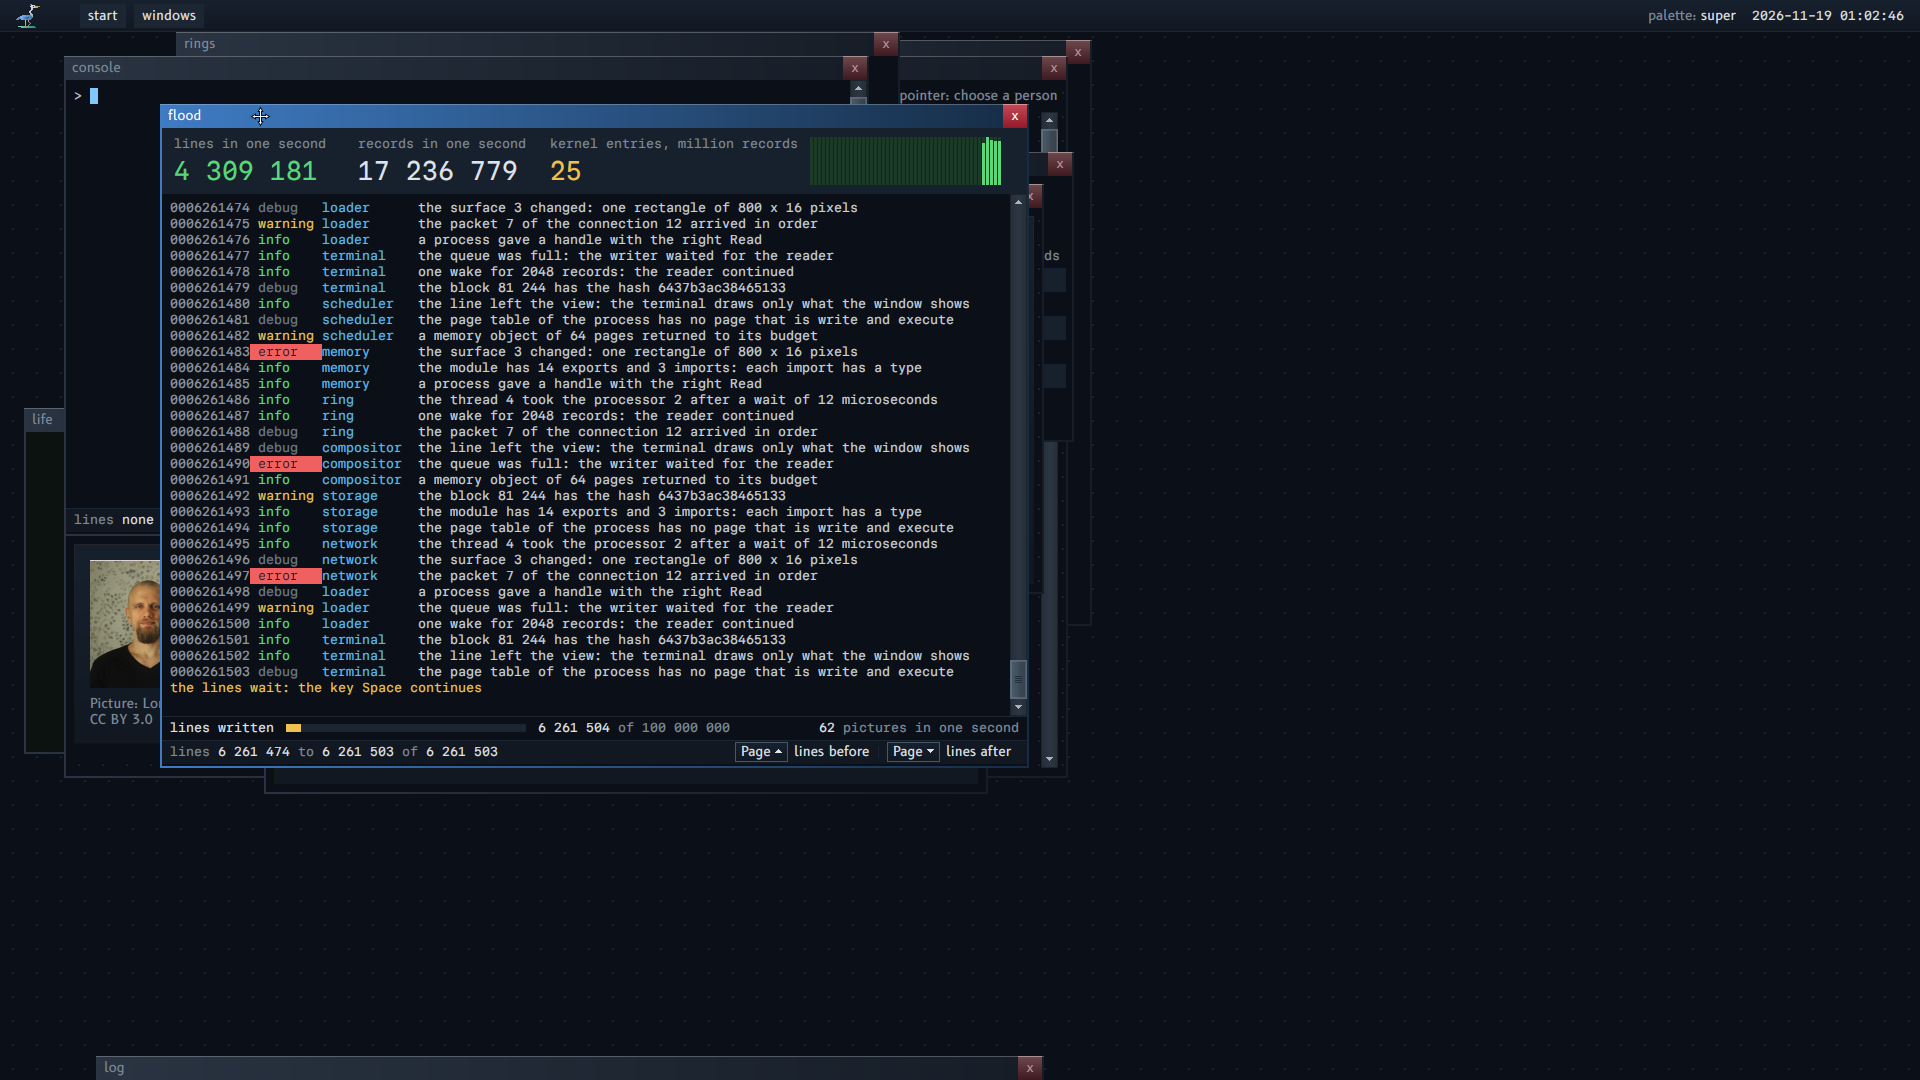 start windows palette: super 2026-11-19 01:02:46
rings x
x
console x
x
> 
pointer: choose a person
flood x
lines in one second records in one second kernel entries, million records
4 309 181 17 236 779 25
x
x
0006261474 debug loader the surface 3 changed: one rectangle of 800 x 16 pixels
0006261475 warning loader the packet 7 of the connection 12 arrived in order
0006261476 info loader a process gave a handle with the right Read
0006261477 info terminal the queue was full: the writer waited for the reader
ds
0006261478 info terminal one wake for 2048 records: the reader continued
0006261479 debug terminal the block 81 244 has the hash 6437b3ac38465133
0006261480 info scheduler the line left the view: the terminal draws only what the window shows
0006261481 debug scheduler the page table of the process has no page that is write and execute
0006261482 warning scheduler a memory object of 64 pages returned to its budget
0006261483 error memory the surface 3 changed: one rectangle of 800 x 16 pixels
0006261484 info memory the module has 14 exports and 3 imports: each import has a type
0006261485 info memory a process gave a handle with the right Read
0006261486 info ring the thread 4 took the processor 2 after a wait of 12 microseconds
0006261487 info ring one wake for 2048 records: the reader continued
life
0006261488 debug ring the packet 7 of the connection 12 arrived in order
0006261489 debug compositor the line left the view: the terminal draws only what the window shows
0006261490 error compositor the queue was full: the writer waited for the reader
0006261491 info compositor a memory object of 64 pages returned to its budget
0006261492 warning storage the block 81 244 has the hash 6437b3ac38465133
0006261493 info storage the module has 14 exports and 3 imports: each import has a type
lines none
0006261494 info storage the page table of the process has no page that is write and execute
0006261495 info network the thread 4 took the processor 2 after a wait of 12 microseconds
0006261496 debug network the surface 3 changed: one rectangle of 800 x 16 pixels
0006261497 error network the packet 7 of the connection 12 arrived in order
0006261498 debug loader a process gave a handle with the right Read
0006261499 warning loader the queue was full: the writer waited for the reader
0006261500 info loader one wake for 2048 records: the reader continued
0006261501 info terminal the block 81 244 has the hash 6437b3ac38465133
0006261502 info terminal the line left the view: the terminal draws only what the window shows
0006261503 debug terminal the page table of the process has no page that is write and execute
the lines wait: the key Space continues
Picture: Lo
CC BY 3.0
lines written 6 261 504 of 100 000 000 62 pictures in one second
lines 6 261 474 to 6 261 503 of 6 261 503 Page lines before Page lines after
log x